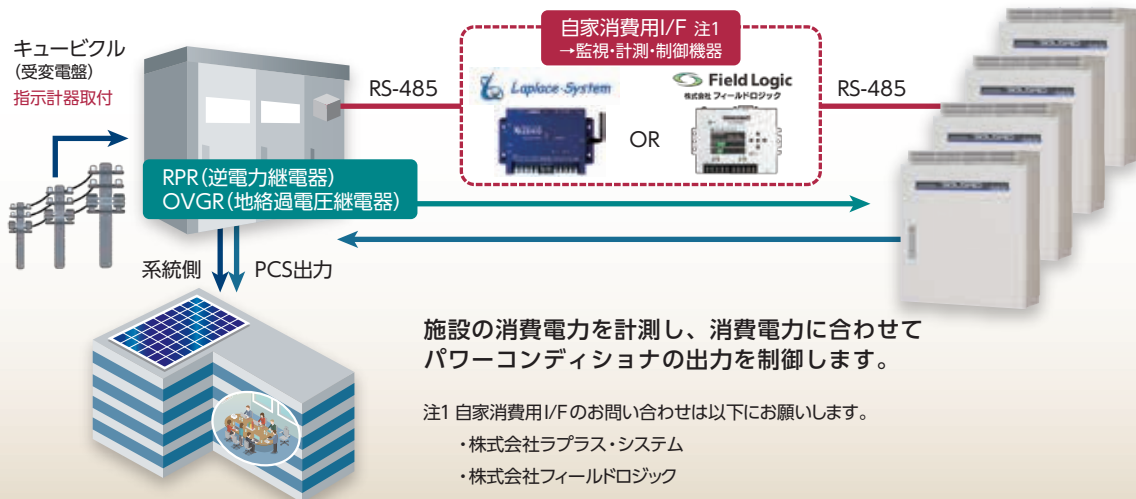 自家消費用I/F 注1
→監視・計測・制御機器
キュービクル
(受変電盤)
指示計器取付
RS-485
Laplace·System
OR
Field Logic
株式会社 フィールドロジック
RS-485
RPR(逆電力継電器)
OVGR(地絡過電圧継電器)
系統側
PCS出力
施設の消費電力を計測し、消費電力に合わせて
パワーコンディショナの出力を制御します。
注1 自家消費用I/Fのお問い合わせは以下にお願いします。
・株式会社ラプラス・システム
・株式会社フィールドロジック